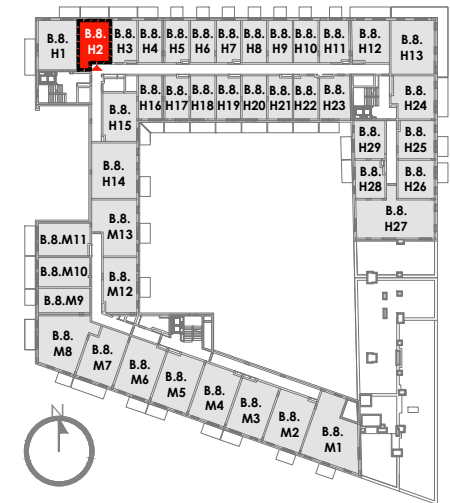 B.8.
H1
B.8.
H2
B.8.
H3
B.8.
H4
B.8.
H5
B.8.
H6
B.8.
H7
B.8.
H8
B.8.
H9
B.8.
H10
B.8.
H11
B.8.
H12
B.8.
H13
B.8.
H15
B.8.
H16
B.8.
H17
B.8.
H18
B.8.
H19
B.8.
H20
B.8.
H21
B.8.
H22
B.8.
H23
B.8.
H24
B.8.
H29
B.8.
H25
B.8.
H14
B.8.
H28
B.8.
H26
B.8.
H27
B.8.
M13
B.8.M11
B.8.M10
B.8.
M12
B.8.M9
B.8.
M8
B.8.
M7
B.8.
M6
B.8.
M5
B.8.
M4
B.8.
M3
B.8.
M2
B.8.
M1
N